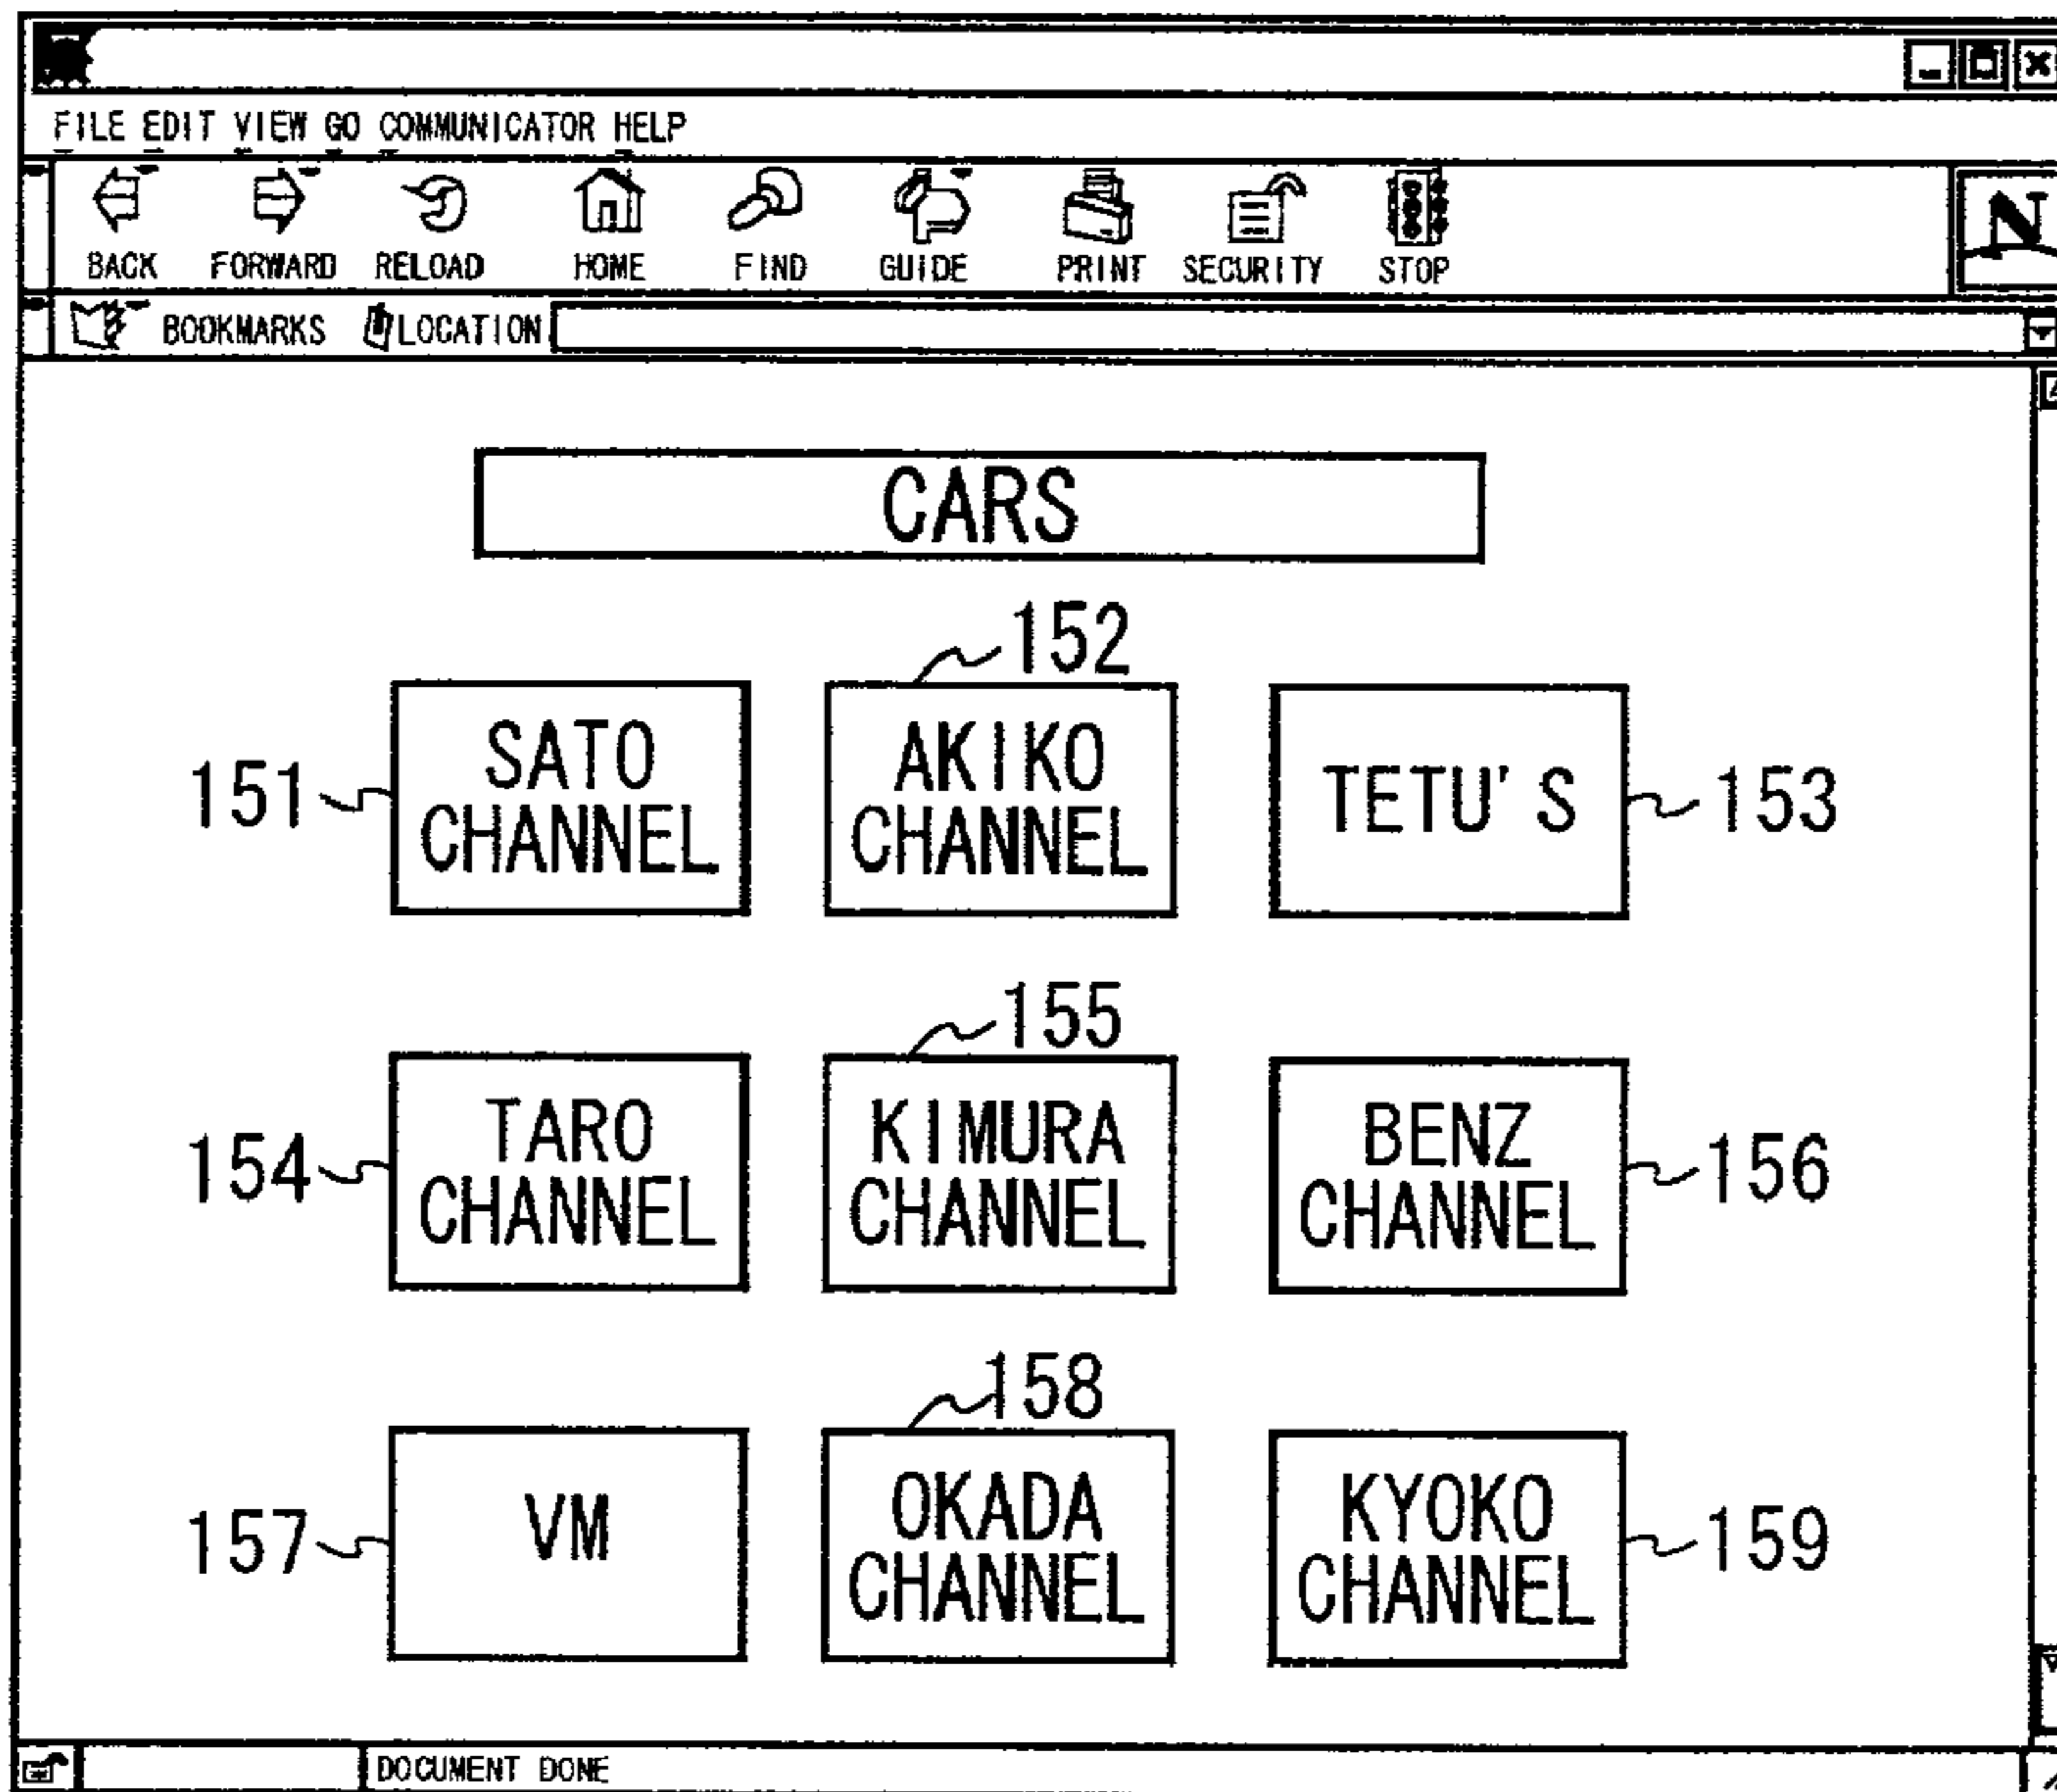 FILE EDIT VIEW GO COMMUNICATOR HELP
N
BACK FORWARD RELOAD HOME FIND GUIDE PRINT SECURITY STOP
BOOKMARKS LOCATION
CARS
152
151 SATO CHANNEL
AKIKO CHANNEL
TETU'S 153
155
154 TARO CHANNEL
KIMURA CHANNEL
BENZ CHANNEL 156
158
157 VM
OKADA CHANNEL
KYOKO CHANNEL 159
DOCUMENT DONE